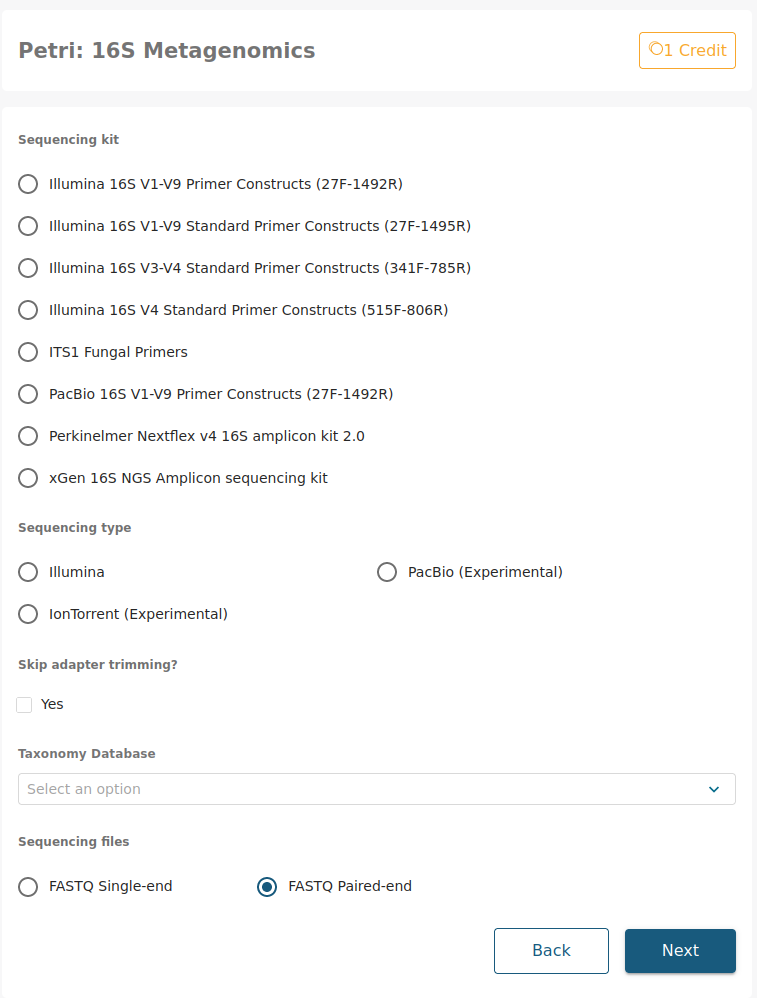 Petri: 16S Metagenomics
1 Credit
Sequencing kit
Illumina 16S V1-V9 Primer Constructs (27F-1492R)
Illumina 16S V1-V9 Standard Primer Constructs (27F-1495R)
Illumina 16S V3-V4 Standard Primer Constructs (341F-785R)
Illumina 16S V4 Standard Primer Constructs (515F-806R)
ITS1 Fungal Primers
PacBio 16S V1-V9 Primer Constructs (27F-1492R)
Perkinelmer Nextflex v4 16S amplicon kit 2.0
xGen 16S NGS Amplicon sequencing kit
Sequencing type
Illumina
PacBio (Experimental)
IonTorrent (Experimental)
Skip adapter trimming?
Yes
Taxonomy Database
Select an option
Sequencing files
FASTQ Single-end
FASTQ Paired-end
Back
Next